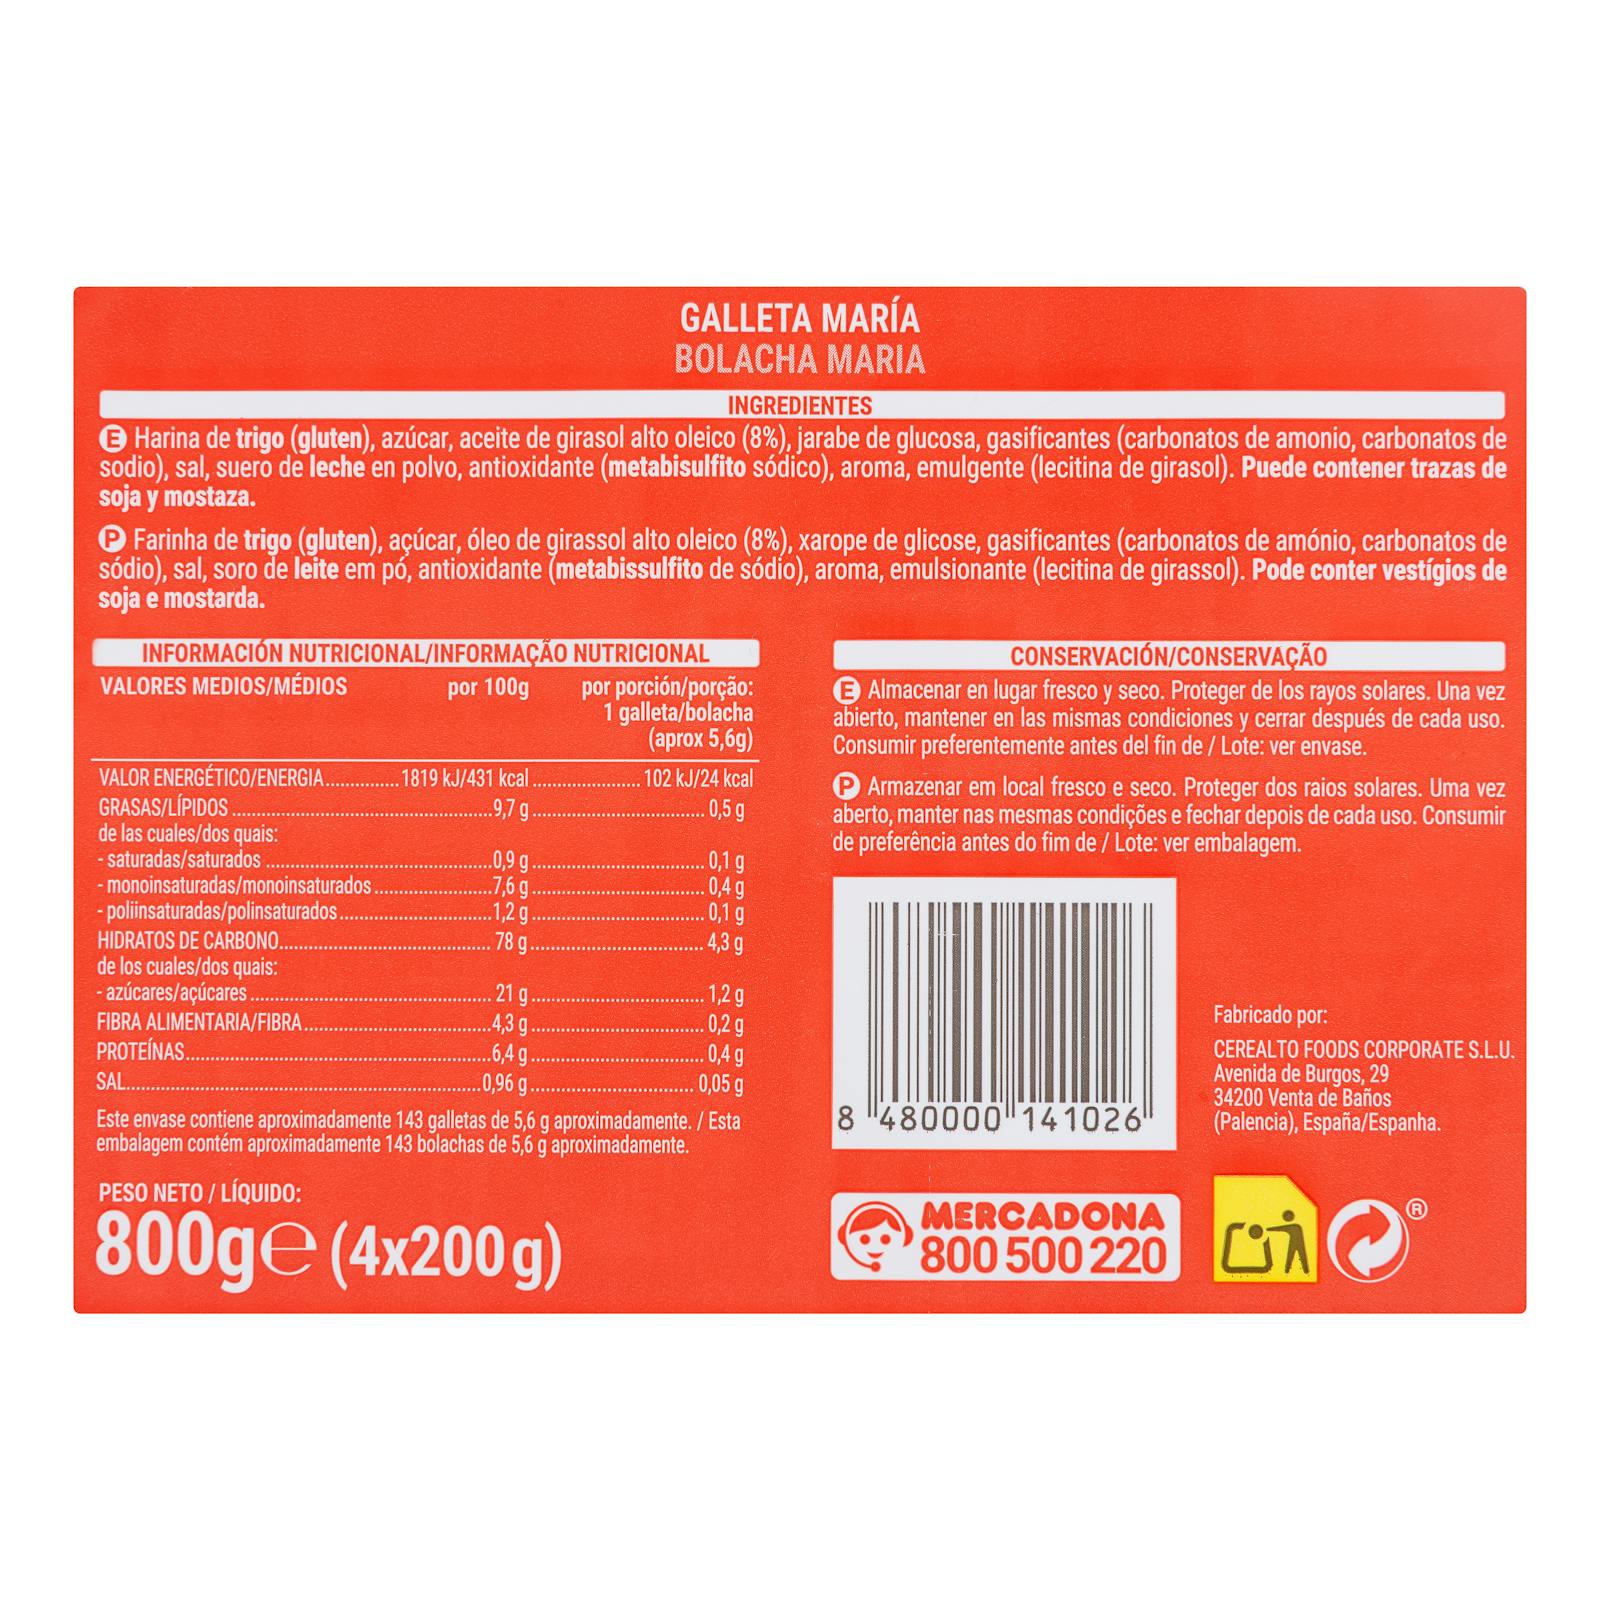 GALLETA MARÍA
BOLACHA MARIA
INGREDIENTES
E Harina de trigo (gluten), azúcar, aceite de girasol alto oleico (8%), jarabe de glucosa, gasificantes (carbonatos de amonio, carbonatos de
sodio), sal, suero de leche en polvo, antioxidante (metabisulfito sódico), aroma, emulgente (lecitina de girasol). Puede contener trazas de
soja y mostaza.
P Farinha de trigo (gluten), açúcar, óleo de girassol alto oleico (8%), xarope de glicose, gasificantes (carbonatos de amónio, carbonatos de
sódio), sal, soro de leite em pó, antioxidante (metabissulfito de sódio), aroma, emulsionante (lecitina de girassol). Pode conter vestígios de
soja e mostarda.
INFORMACIÓN NUTRICIONAL/INFORMAÇÃO NUTRICIONAL
VALORES MEDIOS/MÉDIOS por 100g por porción/porção:
1 galleta/bolacha
(aprox 5,6g)
VALOR ENERGÉTICO/ENERGIA..............1819 kJ/431 kcal.....................102 kJ/24 kcal
GRASAS/LÍPIDOS....................9,7 g....................0,5 g
de las cuales/dos quais:
- saturadas/saturados....................0,9 g....................0,1 g
- monoinsaturadas/monoinsaturados....................7,6 g....................0,4 g
- poliinsaturadas/polinsaturados....................1,2 g....................0,1 g
HIDRATOS DE CARBONO....................78 g....................4,3 g
de los cuales/dos quais:
- azúcares/açúcares....................21 g....................1,2 g
FIBRA ALIMENTARIA/FIBRA....................4,3 g....................0,2 g
PROTEÍNAS....................6,4 g....................0,4 g
SAL....................0,96 g....................0,05 g
Este envase contiene aproximadamente 143 galletas de 5,6 g aproximadamente. / Esta
embalagem contém aproximadamente 143 bolachas de 5,6 g aproximadamente.
PESO NETO / LÍQUIDO:
800g℮ (4x200g)
CONSERVACIÓN/CONSERVAÇÃO
E Almacenar en lugar fresco y seco. Proteger de los rayos solares. Una vez
abierto, mantener en las mismas condiciones y cerrar después de cada uso.
Consumir preferentemente antes del fin de / Lote: ver envase.
P Armazenar em local fresco e seco. Proteger dos raios solares. Uma vez
aberto, manter nas mesmas condições e fechar depois de cada uso. Consumir
de preferência antes do fim de / Lote: ver embalagem.
8 480000 141026
Fabricado por:
CEREALTO FOODS CORPORATE S.L.U.
Avenida de Burgos, 29
34200 Venta de Baños
(Palencia), España/Espanha.
MERCADONA
800 500 220
®